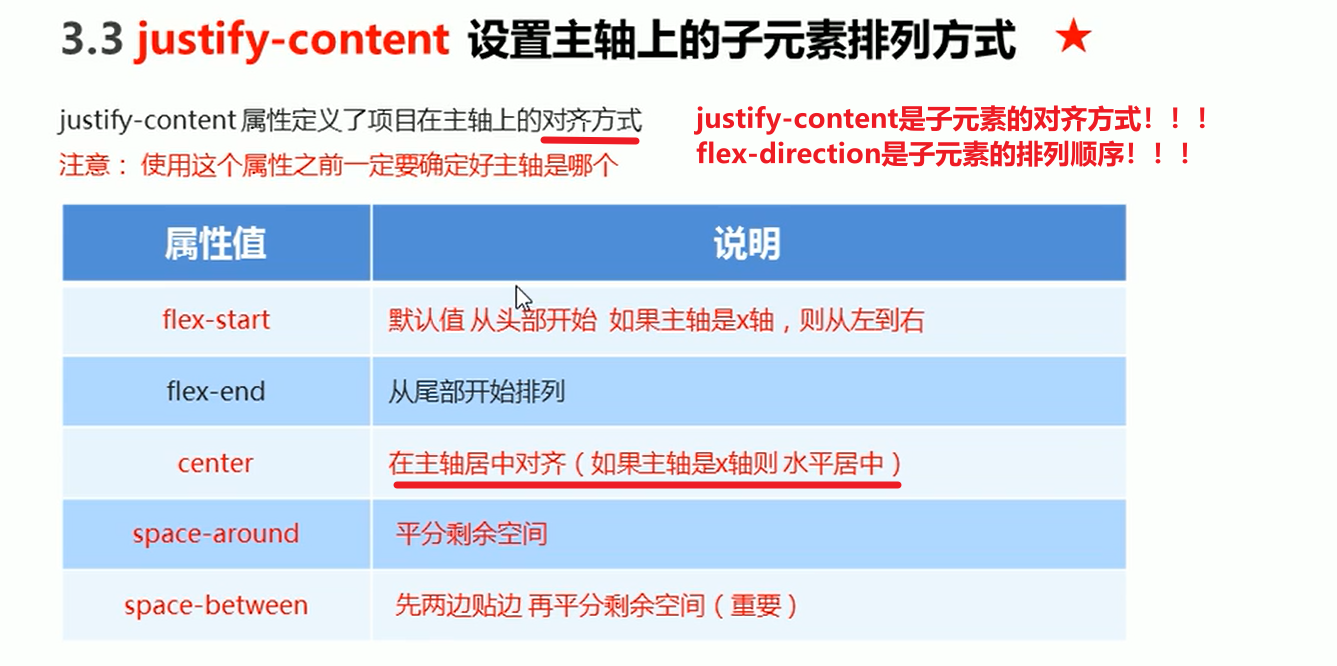 3.3 justify-content 设置主轴上的子元素排列方式 ★
justify-content 属性定义了项目在主轴上的对齐方式
注意： 使用这个属性之前一定要确定好主轴是哪个
justify-content是子元素的对齐方式！！！
flex-direction是子元素的排列顺序！！！
属性值 说明
flex-start 默认值 从头部开始 如果主轴是x轴，则从左到右
flex-end 从尾部开始排列
center 在主轴居中对齐（如果主轴是x轴则 水平居中）
space-around 平分剩余空间
space-between 先两边贴边 再平分剩余空间（重要）